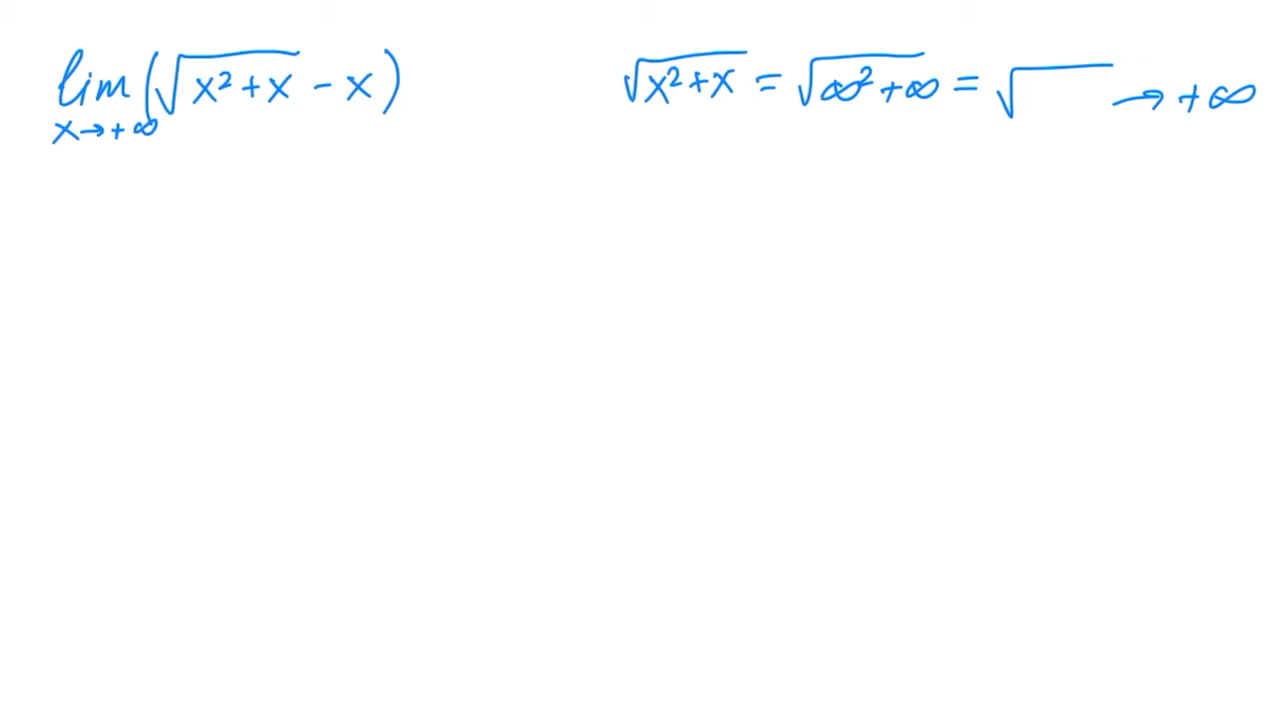 lim (√(x²+x) - x) √(x²+x) = √(∞²+∞) = √ → +∞
x→+∞